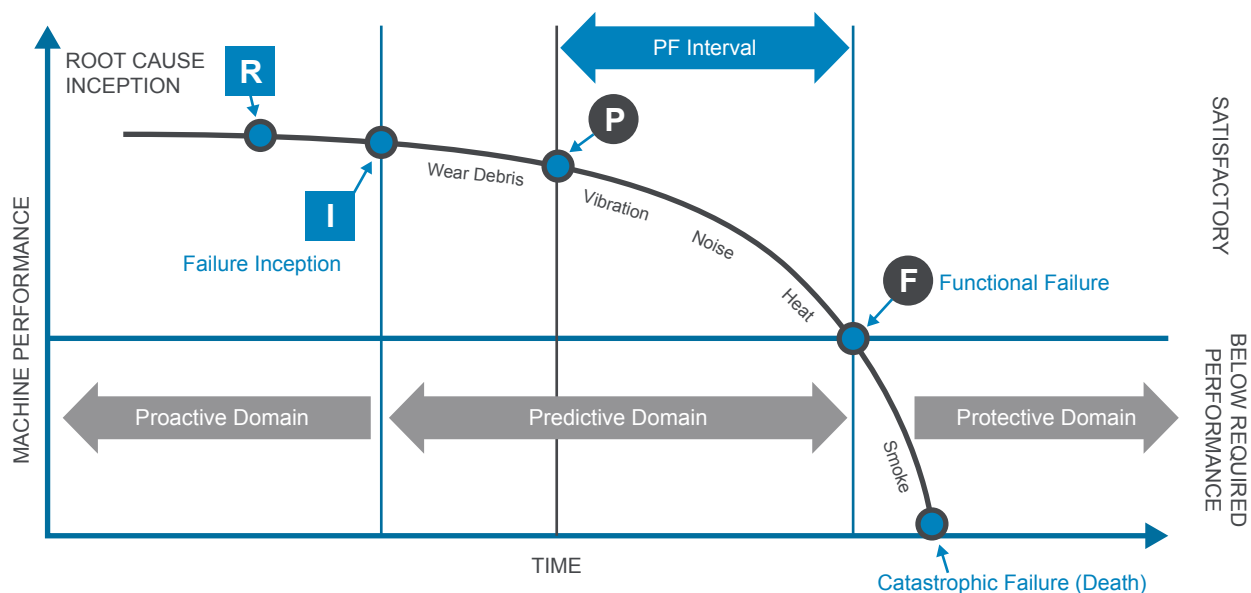 PF Interval
ROOT CAUSE
INCEPTION
R
P
I
Wear Debris
Vibration
Noise
Heat
Failure Inception
F
Functional Failure
SATISFACTORY
MACHINE PERFORMANCE
Proactive Domain
Predictive Domain
Protective Domain
BELOW REQUIRED
PERFORMANCE
Smoke
TIME
Catastrophic Failure (Death)